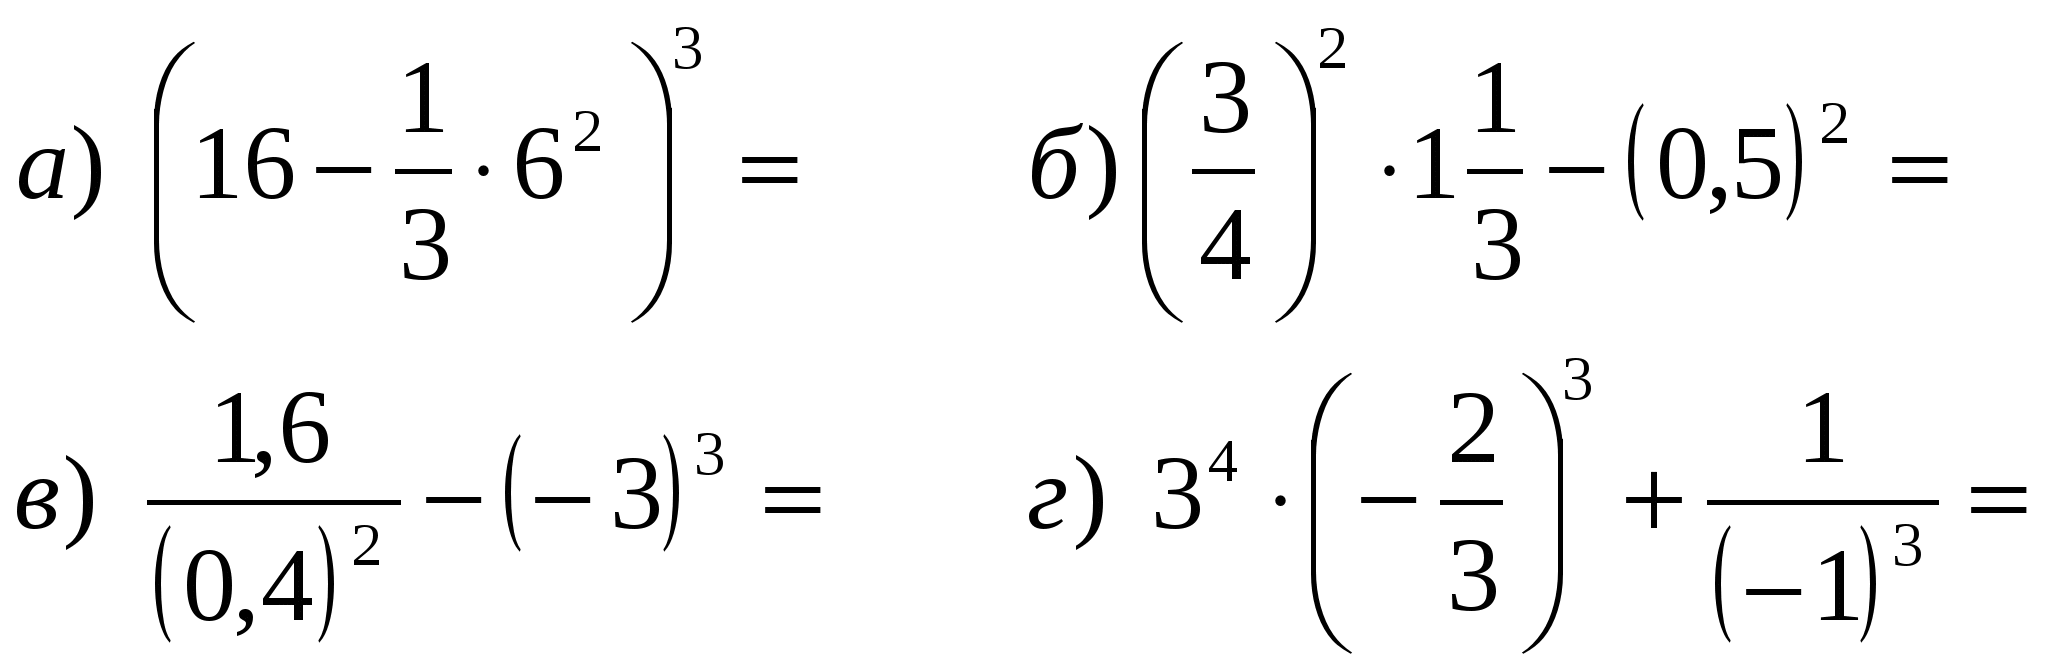 а) (16 − 1/3 · 6²)³ = б) (3/4)² · 1 1/3 − (0,5)² =
в) 1,6/(0,4)² − (−3)³ = г) 3⁴ · (−2/3)³ + 1/(−1)³ =